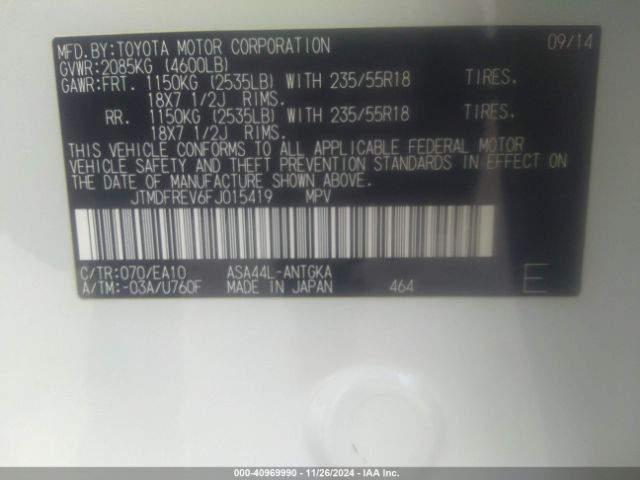 MFD.BY:TOYOTA MOTOR CORPORATION 09/14
GVWR:2085KG (4600LB)
GAWR:FRT. 1150KG (2535LB) WITH 235/55R18 TIRES.
18X7 1/2J RIMS.
RR. 1150KG (2535LB) WITH 235/55R18 TIRES.
18X7 1/2J RIMS.
THIS VEHICLE CONFORMS TO ALL APPLICABLE FEDERAL MOTOR
VEHICLE SAFETY AND THEFT PREVENTION STANDARDS IN EFFECT ON
THE DATE OF MANUFACTURE SHOWN ABOVE.
JTMDFREV6FJ015419 MPV
C/TR:070/EA10 ASA44L-ANTGKA
A/TM:-03A/U760F MADE IN JAPAN 464 E
000-40969990 - 11/26/2024 - IAA Inc.